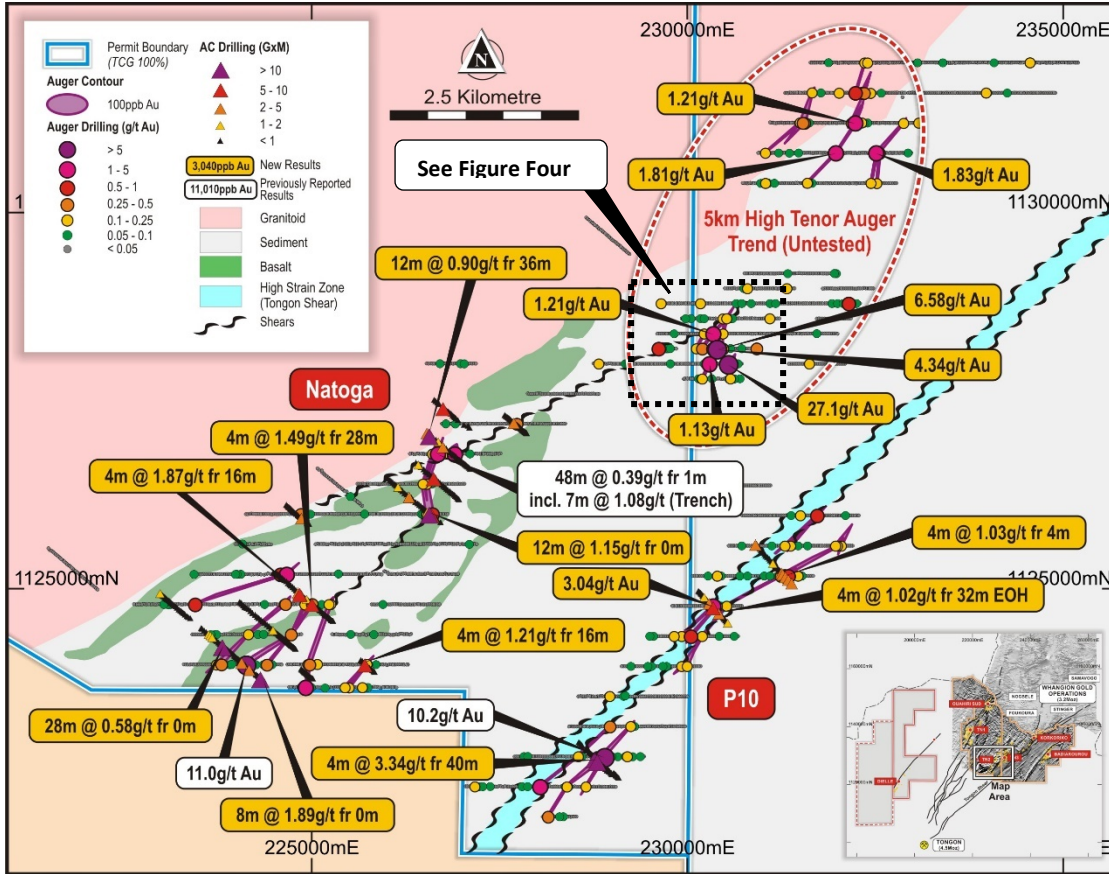 230000mE
235000mE
Permit Boundary
(TCG 100%)
Auger Contour
100ppb Au
Auger Drilling (g/t Au)
> 5
1 - 5
0.5 - 1
0.25 - 0.5
0.1 - 0.25
0.05 - 0.1
< 0.05
AC Drilling (GxM)
> 10
5 - 10
2 - 5
1 - 2
< 1
3,040ppb Au
New Results
11,010ppb Au
Previously Reported
Results
Granitoid
Sediment
Basalt
High Strain Zone
(Tongon Shear)
Shears
N
2.5 Kilometre
See Figure Four
1.21g/t Au
1.81g/t Au
1.83g/t Au
5km High Tenor Auger
Trend (Untested)
1130000mN
12m @ 0.90g/t fr 36m
1.21g/t Au
6.58g/t Au
4.34g/t Au
27.1g/t Au
1.13g/t Au
Natoga
4m @ 1.49g/t fr 28m
4m @ 1.87g/t fr 16m
48m @ 0.39g/t fr 1m
incl. 7m @ 1.08g/t (Trench)
12m @ 1.15g/t fr 0m
4m @ 1.03g/t fr 4m
1125000mN
1125000mN
3.04g/t Au
4m @ 1.02g/t fr 32m EOH
4m @ 1.21g/t fr 16m
P10
28m @ 0.58g/t fr 0m
11.0g/t Au
10.2g/t Au
4m @ 3.34g/t fr 40m
8m @ 1.89g/t fr 0m
225000mE
230000mE
SAMAVOGO
NOGBELE
WHANGION GOLD
OPERATIONS
STINGER
FOURKOURA
OUARRI SUD
Map
Area
TONGON